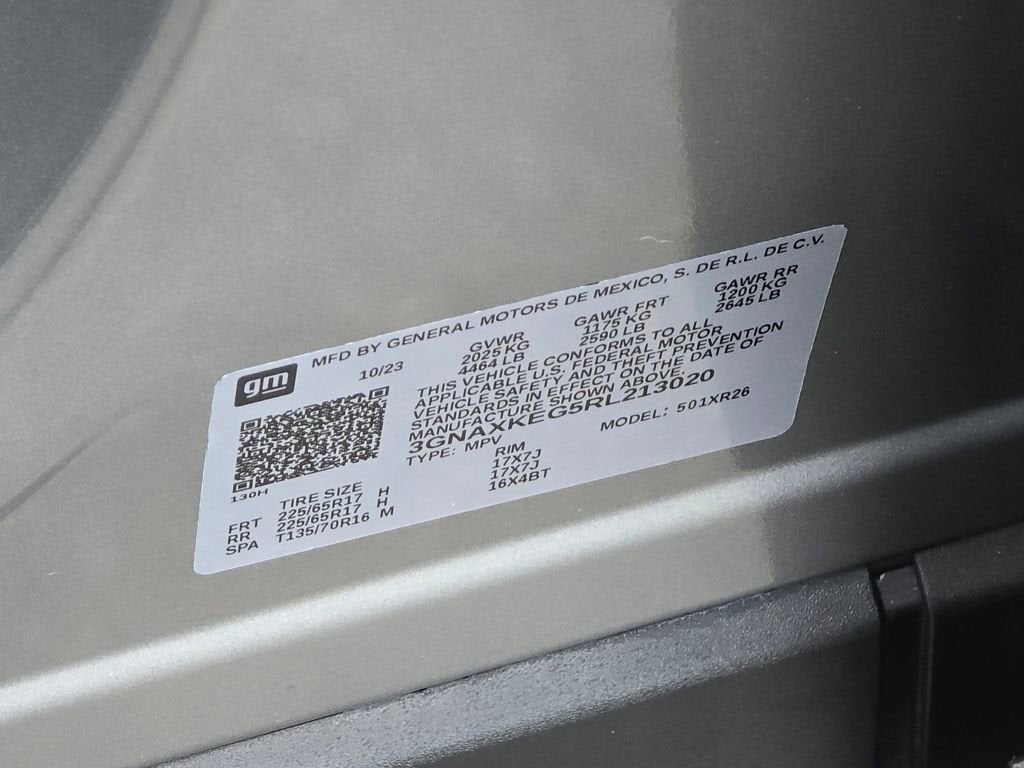 gm
MFD BY GENERAL MOTORS DE MEXICO, S. DE R.L. DE C.V.
10/23
GVWR GAWR FRT GAWR RR
2025 KG 1175 KG 1200 KG
4464 LB 2590 LB 2645 LB
THIS VEHICLE CONFORMS TO ALL
APPLICABLE U.S. FEDERAL MOTOR
VEHICLE SAFETY, AND THEFT PREVENTION
STANDARDS IN EFFECT ON THE DATE OF
MANUFACTURE SHOWN ABOVE.
3GNAXKEG5RL213020
TYPE: MPV MODEL: 501XR26
130H
TIRE SIZE RIM
FRT 225/65R17 H 17X7J
RR 225/65R17 H 17X7J
SPA T135/70R16 M 16X4BT